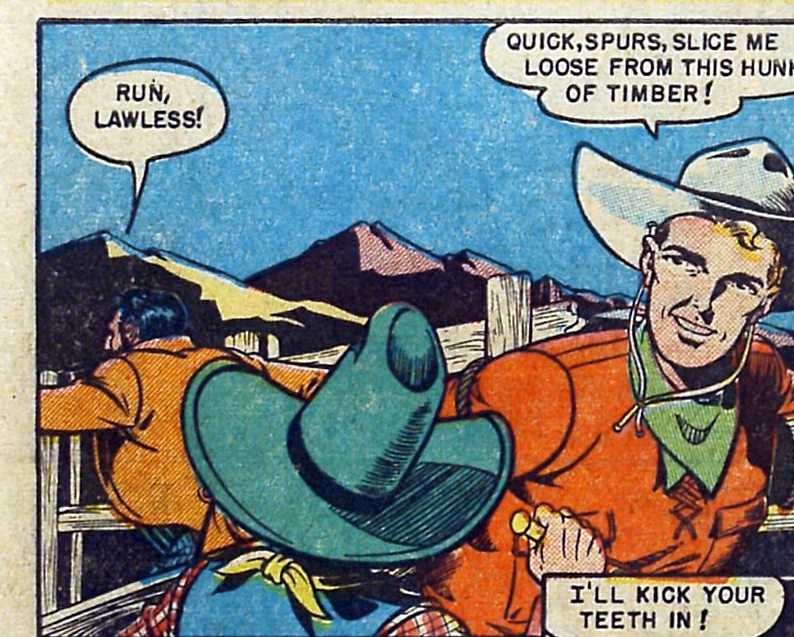 RUN,
LAWLESS!
QUICK, SPURS, SLICE ME
LOOSE FROM THIS
OF TIMBER!
I'LL KICK YOUR
TEETH IN!